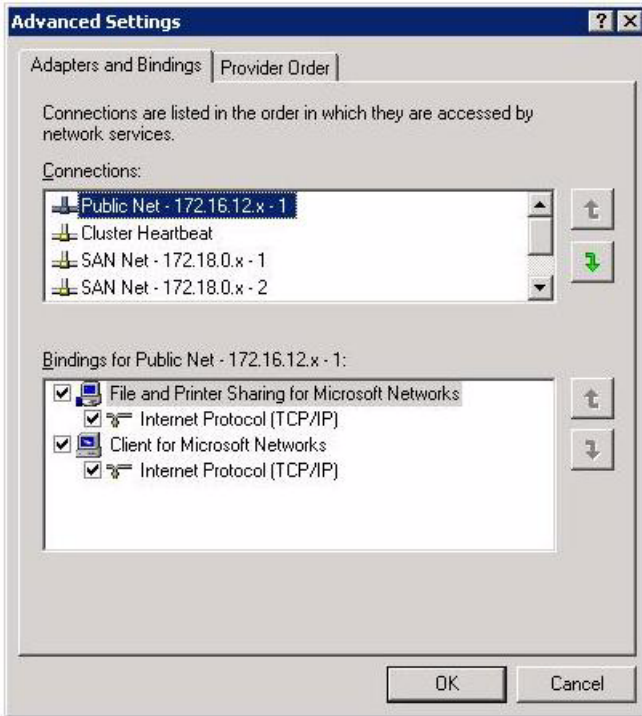 Advanced Settings
Adapters and Bindings
Provider Order
Connections are listed in the order in which they are accessed by
network services.
Connections:
Public Net - 172.16.12.x - 1
Cluster Heartbeat
SAN Net - 172.18.0.x - 1
SAN Net - 172.18.0.x - 2
Bindings for Public Net - 172.16.12.x - 1:
File and Printer Sharing for Microsoft Networks
Internet Protocol (TCP/IP)
Client for Microsoft Networks
Internet Protocol (TCP/IP)
OK
Cancel